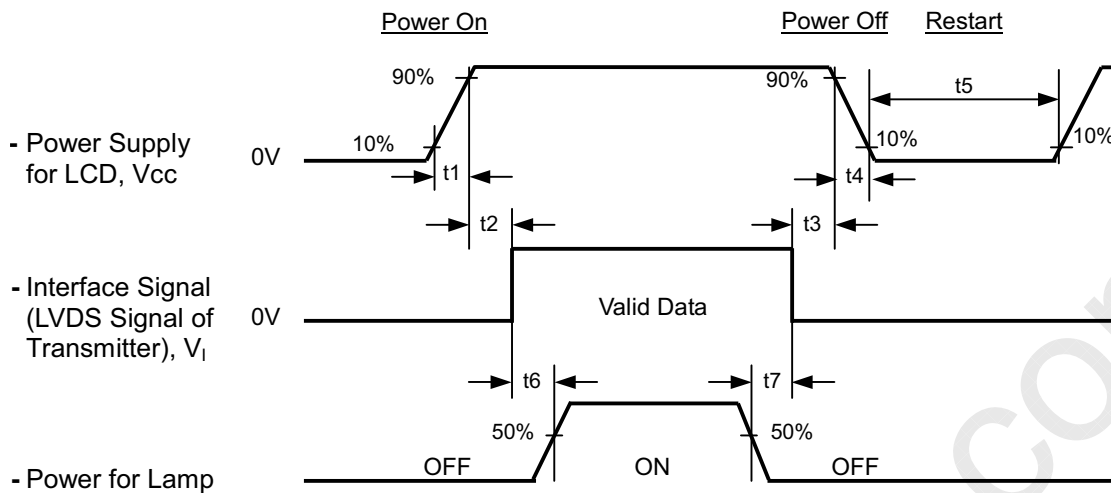 Power On
Power Off Restart
90%
90%
t5
- Power Supply
for LCD, Vcc
0V
10%
10%
10%
t1
t4
t2
t3
- Interface Signal
(LVDS Signal of
Transmitter), VI
0V
Valid Data
t6
t7
50%
50%
- Power for Lamp
OFF
ON
OFF